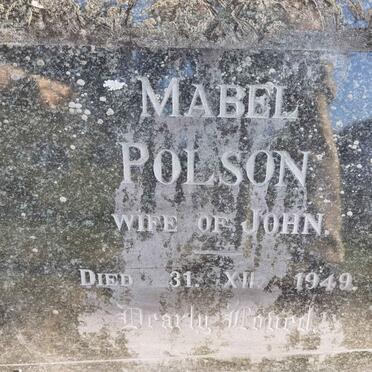 MABEL
POLSON
WIFE OF JOHN.
DIED 31. XII. 1949.
Dearly Loved.